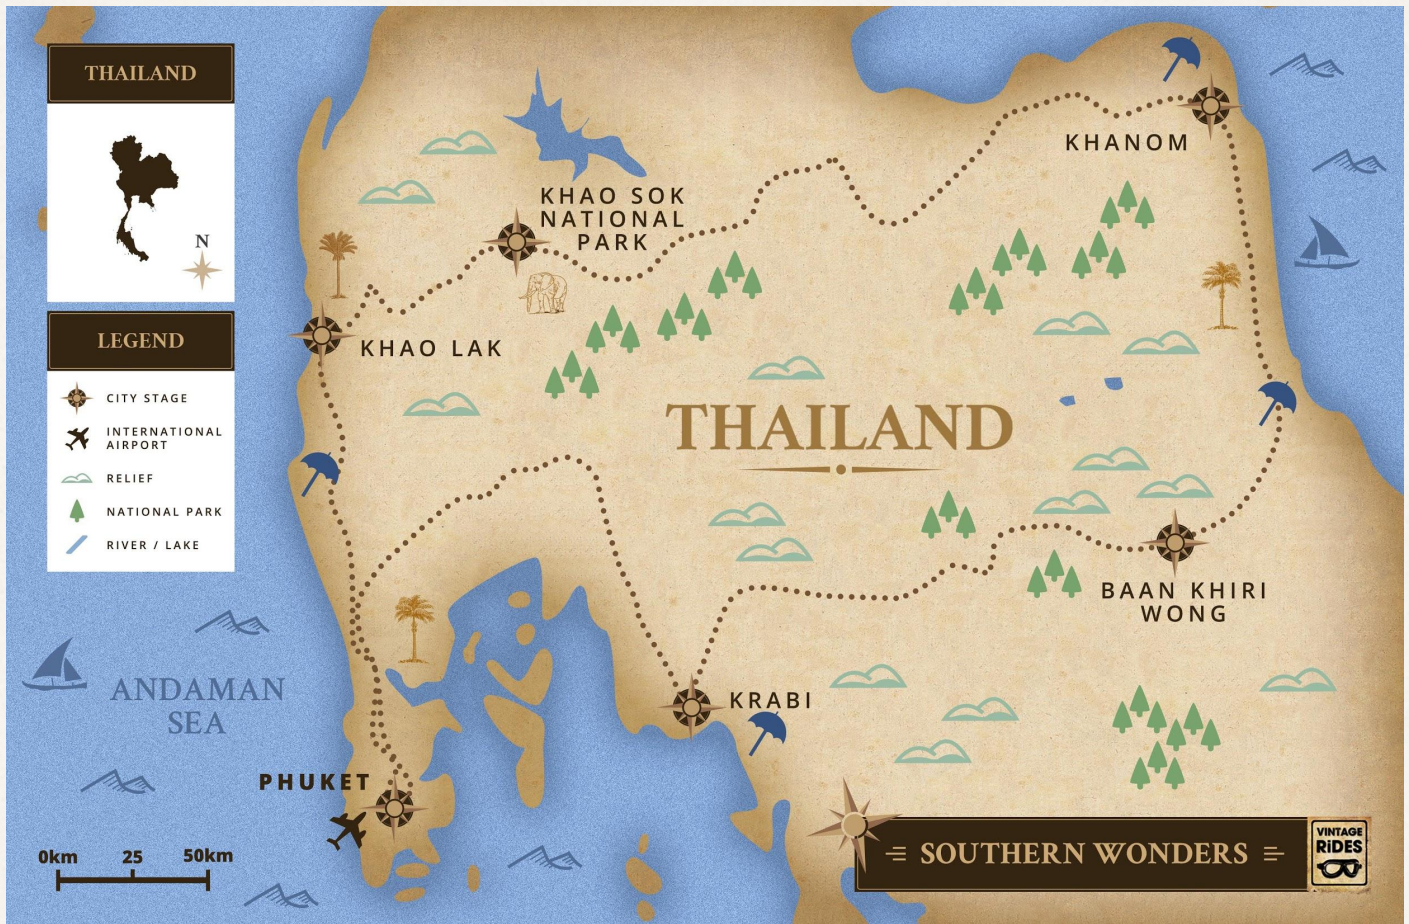 THAILAND
N
LEGEND
CITY STAGE
INTERNATIONAL
AIRPORT
RELIEF
NATIONAL PARK
RIVER / LAKE
KHANOM
KHAO SOK
NATIONAL
PARK
KHAO LAK
THAILAND
BAAN KHIRI
WONG
ANDAMAN
SEA
KRABI
PHUKET
0km 25 50km
SOUTHERN WONDERS
VINTAGE
RiDES